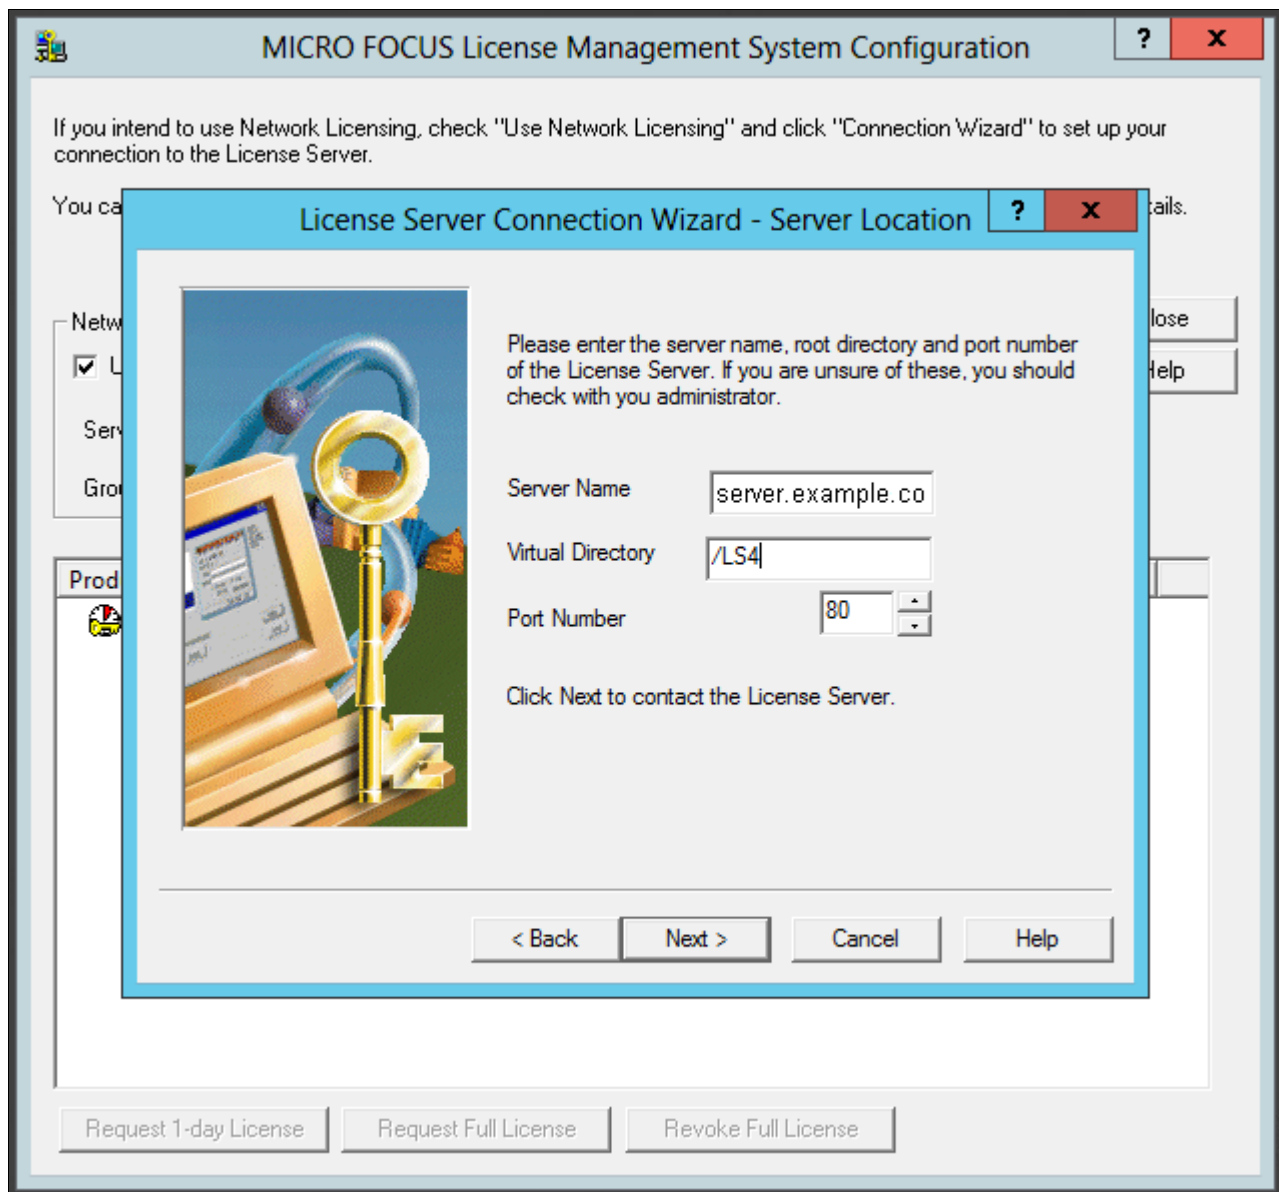 MICRO FOCUS License Management System Configuration
?
X
If you intend to use Network Licensing, check "Use Network Licensing" and click "Connection Wizard" to set up your
connection to the License Server.
You ca
tails.
License Server Connection Wizard - Server Location
?
X
Netw
lose
Help
Serv
Grou
Prod
Please enter the server name, root directory and port number
of the License Server. If you are unsure of these, you should
check with you administrator.
Server Name server.example.co
Virtual Directory /LS4
Port Number 80
Click Next to contact the License Server.
< Back Next > Cancel Help
Request 1-day License Request Full License Revoke Full License